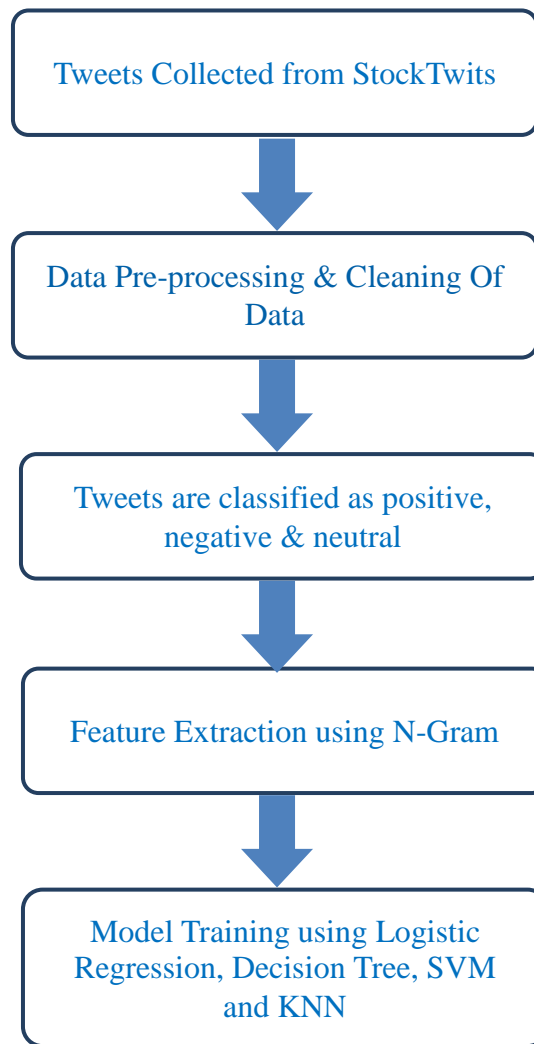 Tweets Collected from StockTwits
Data Pre-processing & Cleaning Of
Data
Tweets are classified as positive,
negative & neutral
Feature Extraction using N-Gram
Model Training using Logistic
Regression, Decision Tree, SVM
and KNN